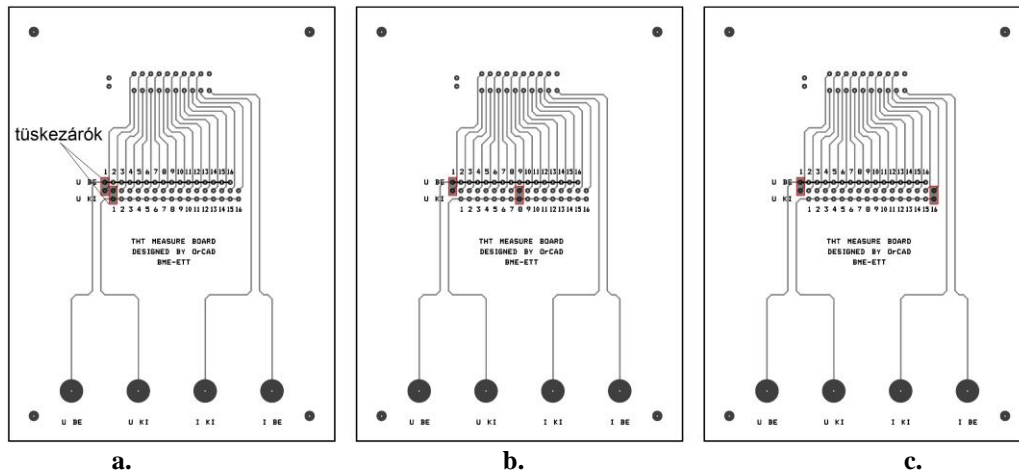 tüskezárók
1 2 3 4 5 6 7 8 9 10 11 12 13 14 15 16
U BE
U KI
1 2 3 4 5 6 7 8 9 10 11 12 13 14 15 16
THT MEASURE BOARD
DESIGNED BY OrCAD
BME-ETT
U BE U KI I KI I BE
a.
1 2 3 4 5 6 7 8 9 10 11 12 13 14 15 16
U BE
U KI
1 2 3 4 5 6 7 8 9 10 11 12 13 14 15 16
THT MEASURE BOARD
DESIGNED BY OrCAD
BME-ETT
U BE U KI I KI I BE
b.
1 2 3 4 5 6 7 8 9 10 11 12 13 14 15 16
U BE
U KI
1 2 3 4 5 6 7 8 9 10 11 12 13 14 15 16
THT MEASURE BOARD
DESIGNED BY OrCAD
BME-ETT
U BE U KI I KI I BE
c.